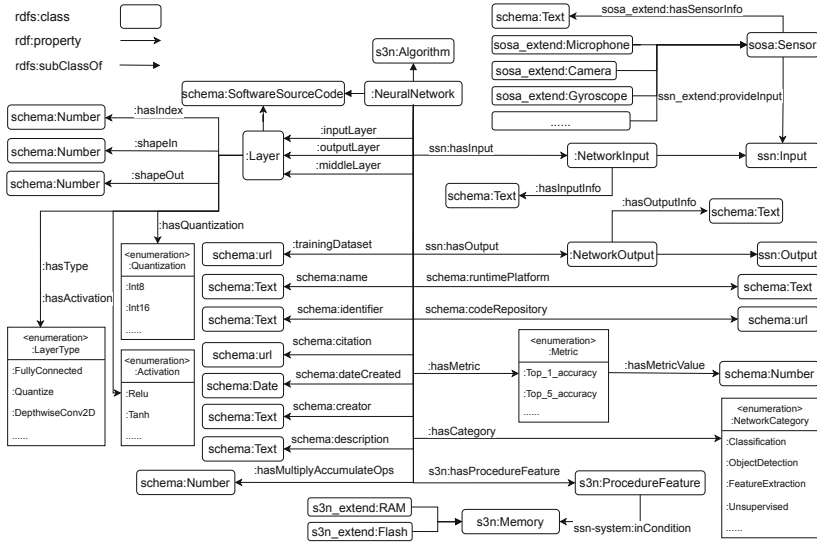 rdfs:class
rdf:property
rdfs:subClassOf
s3n:Algorithm
schema:SoftwareSourceCode
:NeuralNetwork
schema:Text
sosa_extend:hasSensorInfo
sosa_extend:Microphone
sosa:Sensor
sosa_extend:Camera
sosa_extend:Gyroscope
ssn_extend:provideInput
......
:hasIndex
schema:Number
:shapeIn
schema:Number
:shapeOut
schema:Number
:Layer
:inputLayer
:outputLayer
:middleLayer
ssn:hasInput
:NetworkInput
ssn:Input
:hasInputInfo
schema:Text
:hasOutputInfo
schema:Text
:hasQuantization
:hasType
:hasActivation
<enumeration>
:Quantization
:Int8
:Int16
......
:trainingDataset
schema:url
ssn:hasOutput
:NetworkOutput
ssn:Output
schema:name
schema:Text
schema:runtimePlatform
schema:Text
schema:identifier
schema:Text
schema:codeRepository
schema:url
<enumeration>
:LayerType
:FullyConnected
:Quantize
:DepthwiseConv2D
......
<enumeration>
:Activation
:Relu
:Tanh
......
schema:citation
schema:url
schema:dateCreated
schema:Date
schema:creator
schema:Text
schema:description
schema:Text
:hasMultiplyAccumulateOps
schema:Number
:hasMetric
<enumeration>
:Metric
:Top_1_accuracy
:Top_5_accuracy
......
:hasMetricValue
schema:Number
:hasCategory
<enumeration>
:NetworkCategory
:Classification
:ObjectDetection
:FeatureExtraction
:Unsupervised
......
s3n:hasProcedureFeature
s3n:ProcedureFeature
s3n_extend:RAM
s3n_extend:Flash
s3n:Memory
ssn-system:inCondition